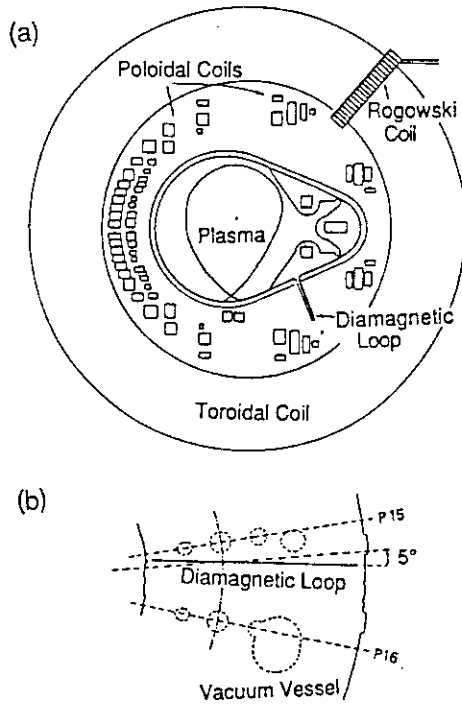 (a)
Poloidal Coils
Rogowski
Coil
Plasma
Diamagnetic
Loop
Toroidal Coil
(b)
P15
5°
Diamagnetic Loop
P16
Vacuum Vessel